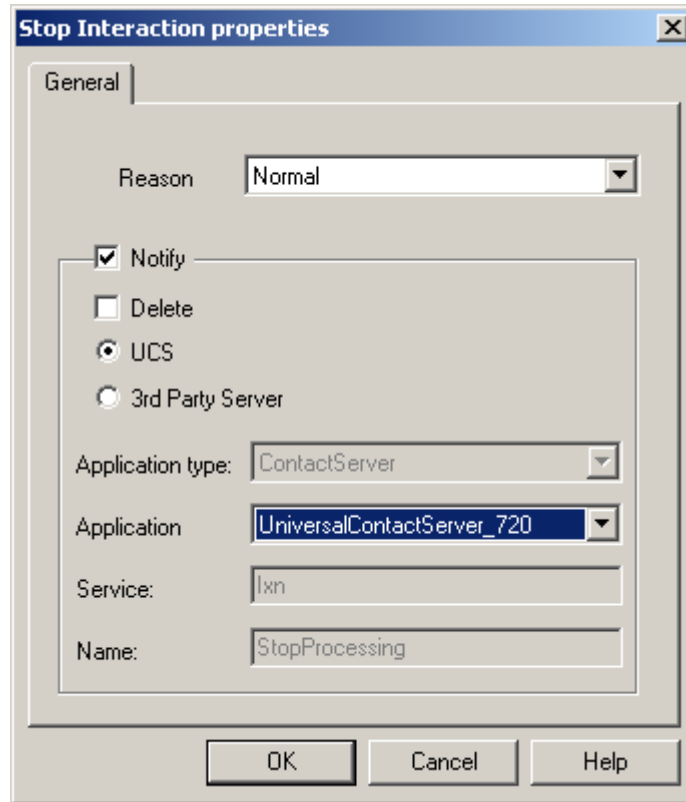 Stop Interaction properties
General
Reason Normal
Notify
Delete
UCS
3rd Party Server
Application type: ContactServer
Application UniversalContactServer_720
Service: Ixn
Name: StopProcessing
OK Cancel Help